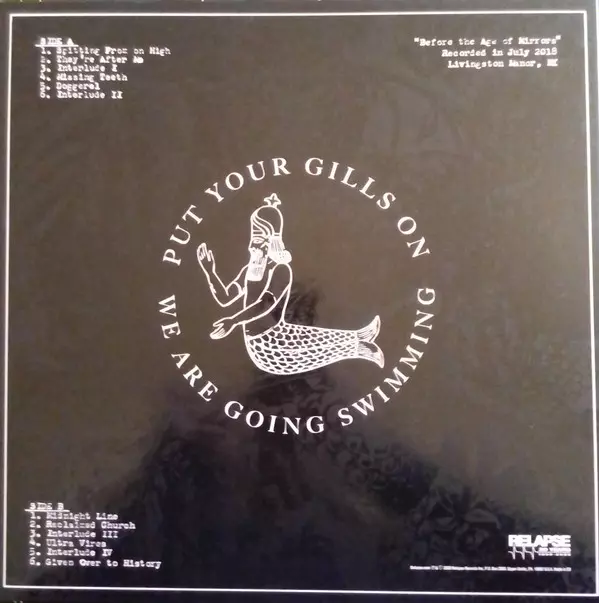 SIDE A
1. Spitting From on High
2. They're After Me
3. Interlude I
4. Missing Teeth
5. Doggerel
6. Interlude II
"Before the Age of Mirrors"
Recorded in July 2018
Livingston Manor, NY
PUT YOUR GILLS ON
WE ARE GOING SWIMMING
SIDE B
1. Midnight Line
2. Reclaimed Church
3. Interlude III
4. Ultra Vires
5. Interlude IV
6. Given Over to History
RELAPSE